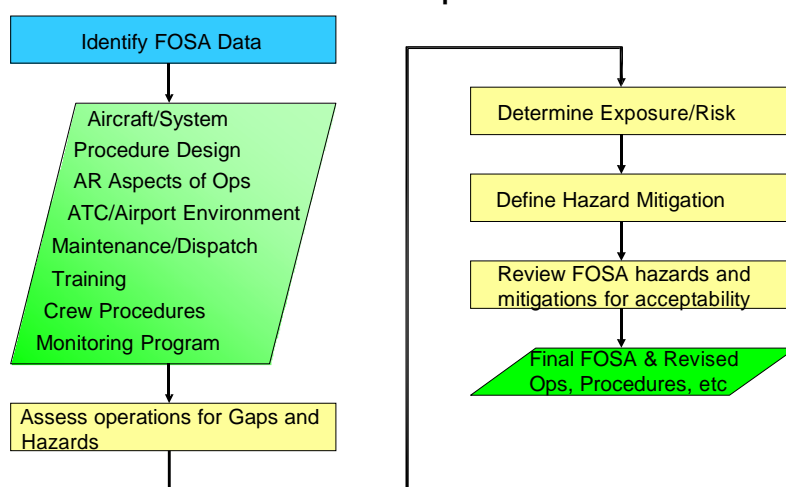 Identify FOSA Data
Aircraft/System
Procedure Design
AR Aspects of Ops
ATC/Airport Environment
Maintenance/Dispatch
Training
Crew Procedures
Monitoring Program
Assess operations for Gaps and
Hazards
Determine Exposure/Risk
Define Hazard Mitigation
Review FOSA hazards and
mitigations for acceptability
Final FOSA & Revised
Ops, Procedures, etc